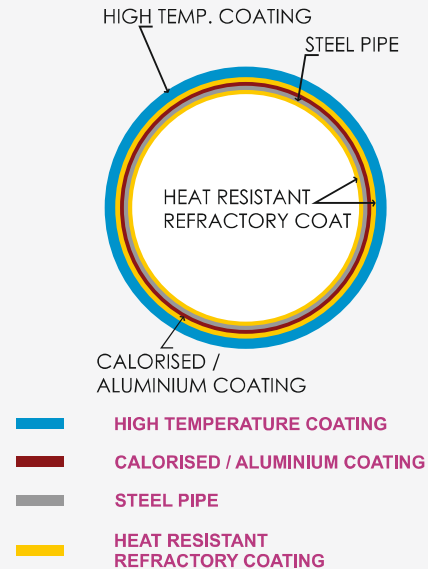 HIGH TEMP. COATING
STEEL PIPE
HEAT RESISTANT
REFRACTORY COAT
CALORISED /
ALUMINIUM COATING
HIGH TEMPERATURE COATING
CALORISED / ALUMINIUM COATING
STEEL PIPE
HEAT RESISTANT
REFRACTORY COATING